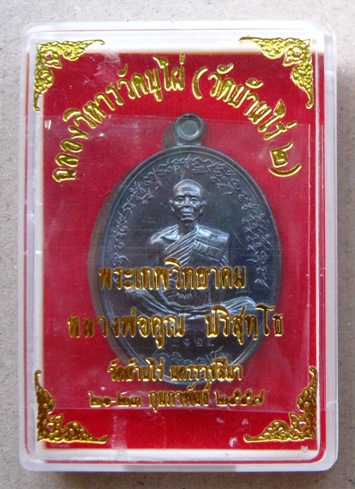 ฉลองวิหารวัดบุไผ่ (วัดบ้านไร่ ๒)
พระเทพวิทยาคม
หลวงพ่อคูณ ปริสุทฺโธ
วัดบ้านไร่ นครราชสีมา
๒๑-๒๓ กุมภาพันธ์ ๒๕๕๗